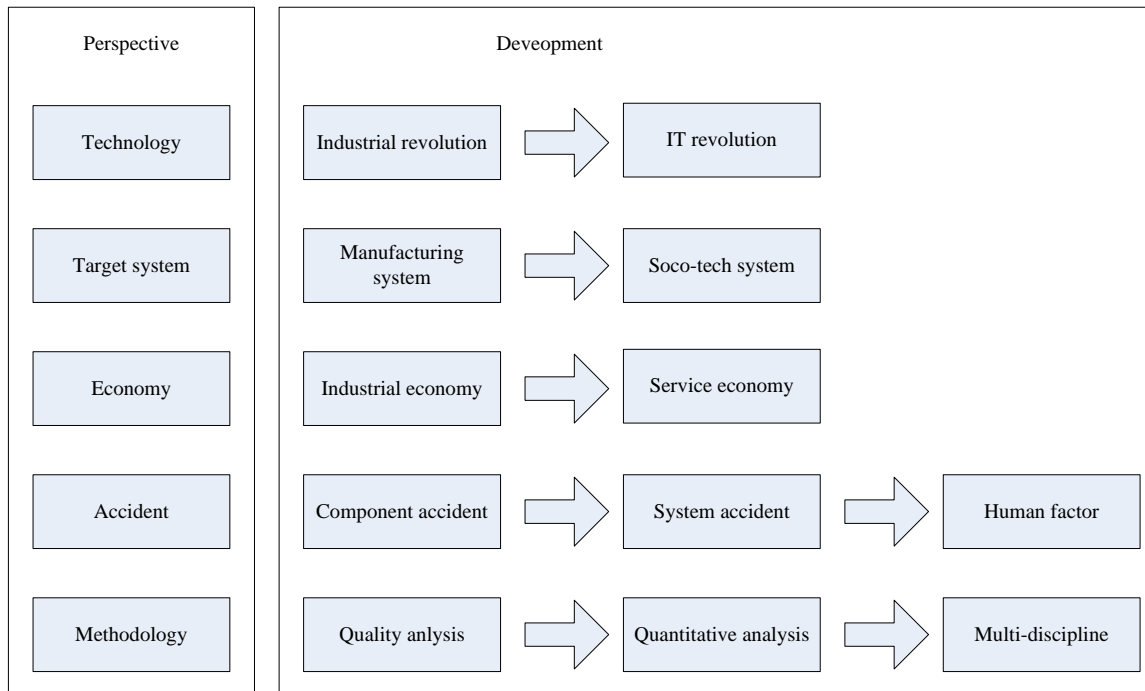 Perspective
Deveopment
Technology
Industrial revolution
IT revolution
Target system
Manufacturing
system
Soco-tech system
Economy
Industrial economy
Service economy
Accident
Component accident
System accident
Human factor
Methodology
Quality anlysis
Quantitative analysis
Multi-discipline